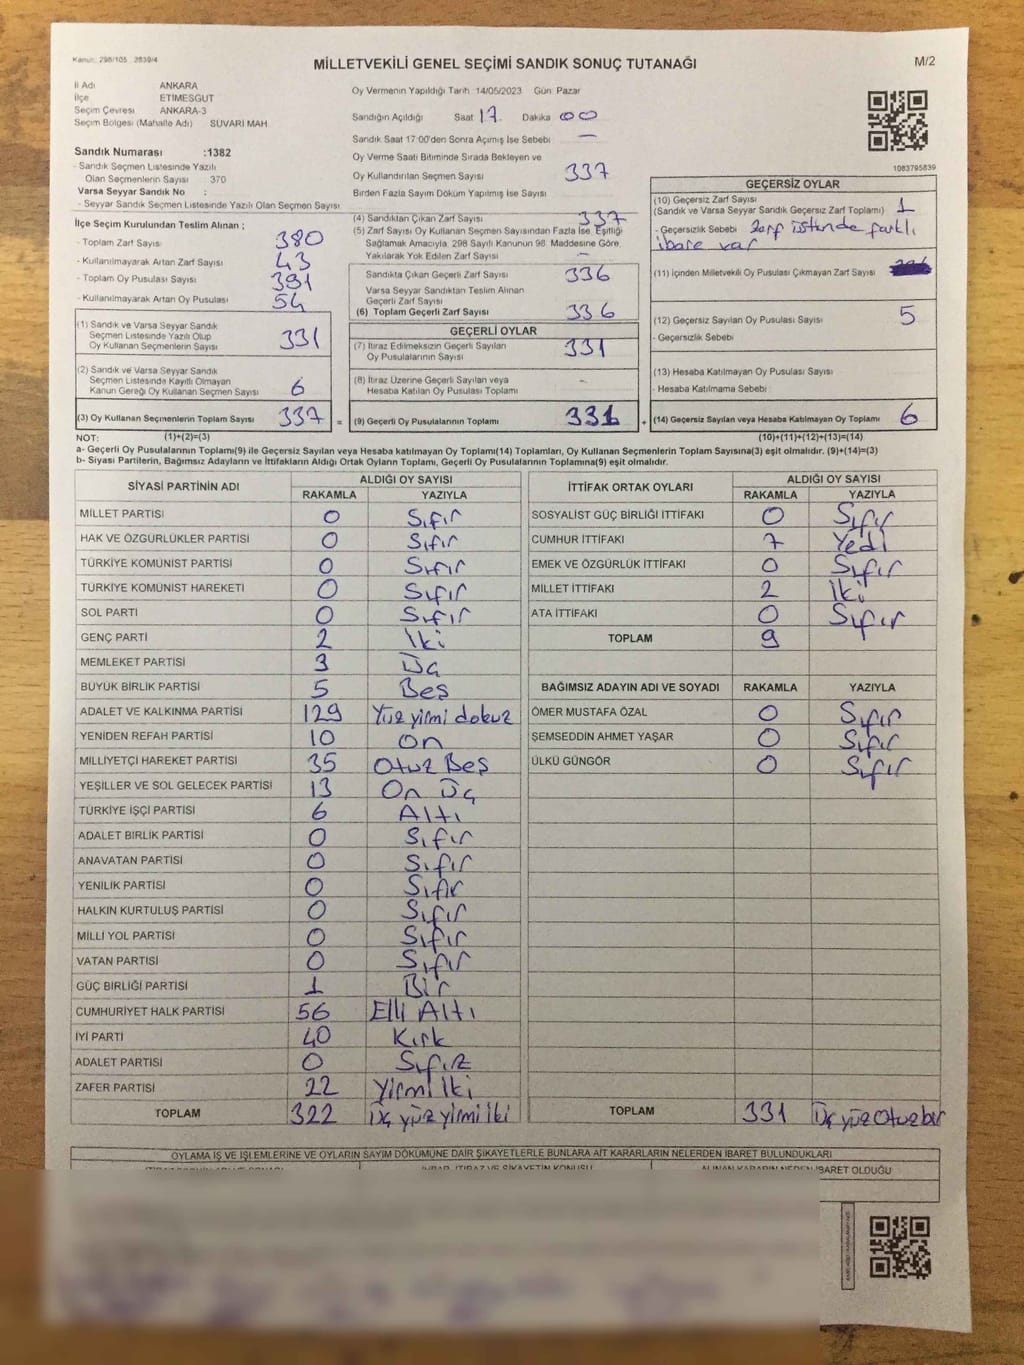 Kanun: 298/105 2839/4
MİLLETVEKİLİ GENEL SEÇİMİ SANDIK SONUÇ TUTANAĞI
M/2
İl Adı ANKARA
İlçe ETİMESGUT
Seçim Çevresi ANKARA-3
Seçim Bölgesi (Mahalle Adı) SÜVARİ MAH
Sandık Numarası :1382
- Sandık Seçmen Listesinde Yazılı
Olan Seçmenlerin Sayısı 370
Varsa Seyyar Sandık No :
- Seyyar Sandık Seçmen Listesinde Yazılı Olan Seçmen Sayısı
İlçe Seçim Kurulundan Teslim Alınan ;
- Toplam Zarf Sayısı 380
- Kullanılmayarak Artan Zarf Sayısı 43
- Toplam Oy Pusulası Sayısı 391
- Kullanılmayarak Artan Oy Pusulası 54
(1) Sandık ve Varsa Seyyar Sandık
Seçmen Listesinde Yazılı Olup
Oy Kullanan Seçmenlerin Sayısı 331
(2) Sandık ve Varsa Seyyar Sandık
Seçmen Listesinde Kayıtlı Olmayan
Kanun Gereği Oy Kullanan Seçmen Sayısı 6
(3) Oy Kullanan Seçmenlerin Toplam Sayısı 337 =
Oy Vermenin Yapıldığı Tarih :14/05/2023 Gün: Pazar
Sandığın Açıldığı Saat 17. Dakika 00
Sandık Saat 17:00'den Sonra Açımış İse Sebebi —
Oy Verme Saati Bitiminde Sırada Bekleyen ve
Oy Kullandırılan Seçmen Sayısı 337
Birden Fazla Sayım Döküm Yapılmış İse Sayısı
(4) Sandıktan Çıkan Zarf Sayısı 337
(5) Zarf Sayısı Oy Kullanan Seçmen Sayısından Fazla İse, Eşitliği
Sağlamak Amacıyla, 298 Sayılı Kanunun 98. Maddesine Göre,
Yakılarak Yok Edilen Zarf Sayısı —
Sandıkta Çıkan Geçerli Zarf Sayısı 336
Varsa Seyyar Sandıktan Teslim Alınan
Geçerli Zarf Sayısı
(6) Toplam Geçerli Zarf Sayısı 336
GEÇERLİ OYLAR
(7) İtiraz Edilmeksizin Geçerli Sayılan
Oy Pusulalarının Sayısı 331
(8) İtiraz Üzerine Geçerli Sayılan veya
Hesaba Katılan Oy Pusulası Toplamı -
(9) Geçerli Oy Pusulalarının Toplamı 331 +
1083795839
GEÇERSİZ OYLAR
(10) Geçersiz Zarf Sayısı
(Sandık ve Varsa Seyyar Sandık Geçersiz Zarf Toplamı) 1
- Geçersizlik Sebebi Zarf üstünde farklı
ibare var
(11) İçinden Milletvekili Oy Pusulası Çıkmayan Zarf Sayısı
(12) Geçersiz Sayılan Oy Pusulası Sayısı 5
- Geçersizlik Sebebi
(13) Hesaba Katılmayan Oy Pusulası Sayısı
- Hesaba Katılmama Sebebi
(14) Geçersiz Sayılan veya Hesaba Katılmayan Oy Toplamı 6
NOT: (1)+(2)=(3) (10)+(11)+(12)+(13)=(14)
a- Geçerli Oy Pusulalarının Toplamı(9) ile Geçersiz Sayılan veya Hesaba katılmayan Oy Toplamı(14) Toplamları, Oy Kullanan Seçmenlerin Toplam Sayısına(3) eşit olmalıdır. (9)+(14)=(3)
b- Siyasi Partilerin, Bağımsız Adayların ve İttifakların Aldığı Ortak Oyların Toplamı, Geçerli Oy Pusulalarının Toplamına(9) eşit olmalıdır.
SİYASİ PARTİNİN ADI ALDIĞI OY SAYISI
RAKAMLA YAZIYLA
MİLLET PARTİSİ 0 Sıfır
HAK VE ÖZGÜRLÜKLER PARTİSİ 0 Sıfır
TÜRKİYE KOMÜNİST PARTİSİ 0 Sıfır
TÜRKİYE KOMÜNİST HAREKETİ 0 Sıfır
SOL PARTİ 0 Sıfır
GENÇ PARTİ 2 İki
MEMLEKET PARTİSİ 3 Üç
BÜYÜK BİRLİK PARTİSİ 5 Beş
ADALET VE KALKINMA PARTİSİ 129 Yüz yirmi dokuz
YENİDEN REFAH PARTİSİ 10 On
MİLLİYETÇİ HAREKET PARTİSİ 35 Otuz Beş
YEŞİLLER VE SOL GELECEK PARTİSİ 13 On Üç
TÜRKİYE İŞÇİ PARTİSİ 6 Altı
ADALET BİRLİK PARTİSİ 0 Sıfır
ANAVATAN PARTİSİ 0 Sıfır
YENİLİK PARTİSİ 0 Sıfır
HALKIN KURTULUŞ PARTİSİ 0 Sıfır
MİLLİ YOL PARTİSİ 0 Sıfır
VATAN PARTİSİ 0 Sıfır
GÜÇ BİRLİĞİ PARTİSİ 1 Bir
CUMHURİYET HALK PARTİSİ 56 Elli Altı
İYİ PARTİ 40 Kırk
ADALET PARTİSİ 0 Sıfır
ZAFER PARTİSİ 22 Yirmi İki
TOPLAM 322 Üç yüz yirmi iki
İTTİFAK ORTAK OYLARI ALDIĞI OY SAYISI
RAKAMLA YAZIYLA
SOSYALİST GÜÇ BİRLİĞİ İTTİFAKI 0 Sıfır
CUMHUR İTTİFAKI 7 Yedi
EMEK VE ÖZGÜRLÜK İTTİFAKI 0 Sıfır
MİLLET İTTİFAKI 2 İki
ATA İTTİFAKI 0 Sıfır
TOPLAM 9
BAĞIMSIZ ADAYIN ADI VE SOYADI RAKAMLA YAZIYLA
ÖMER MUSTAFA ÖZAL 0 Sıfır
ŞEMSEDDİN AHMET YAŞAR 0 Sıfır
ÜLKÜ GÜNGÖR 0 Sıfır
TOPLAM 331 Üç yüz Otuz bir
OYLAMA İŞ VE İŞLEMLERİNE VE OYLARIN SAYIM DÖKÜMÜNE DAİR ŞİKAYETLERLE BUNLARA AİT KARARLARIN NELERDEN İBARET BULUNDUKLARI
İHBAR, İTİRAZ VE ŞİKAYETİN KONUSU ALINAN KARARIN NEDEN İBARET OLDUĞU